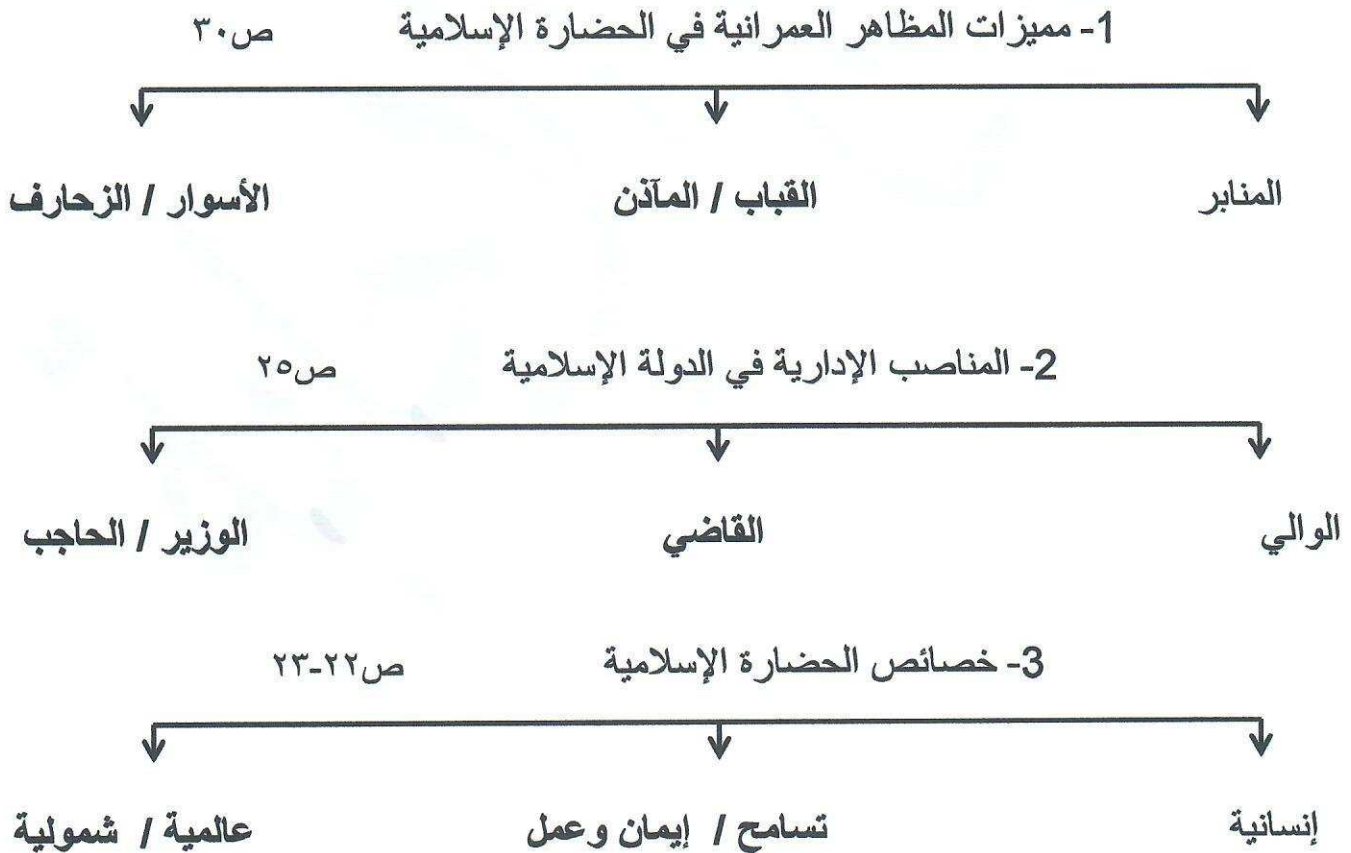 1- مميزات المظاهر العمرانية في الحضارة الإسلامية ص٣٠
المنابر القباب / المآذن الأسوار / الزحارف
2- المناصب الإدارية في الدولة الإسلامية ص٢٥
الوالي القاضي الوزير / الحاجب
3- خصائص الحضارة الإسلامية ص٢٢-٢٣
إنسانية تسامح / إيمان وعمل عالمية / شمولية